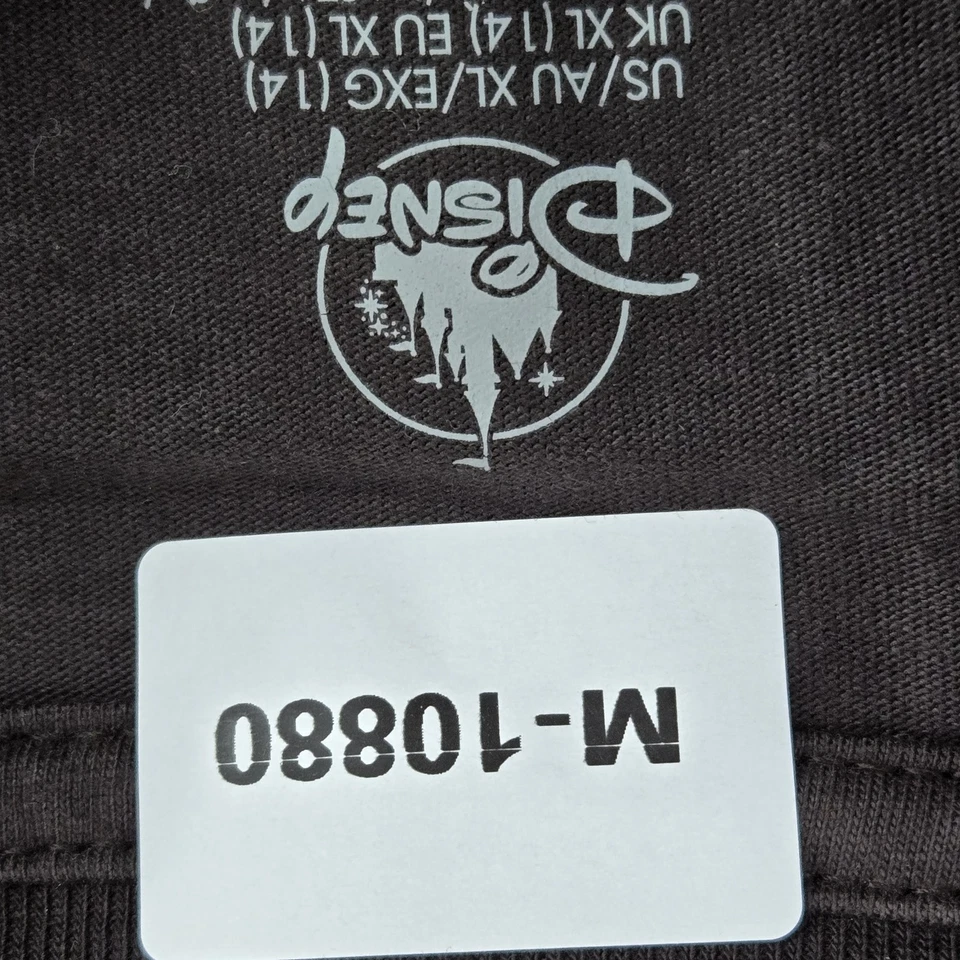 M-10880
DISNEY
US/AU XL/EXG (14)
UK XL (14) EU XL (14)